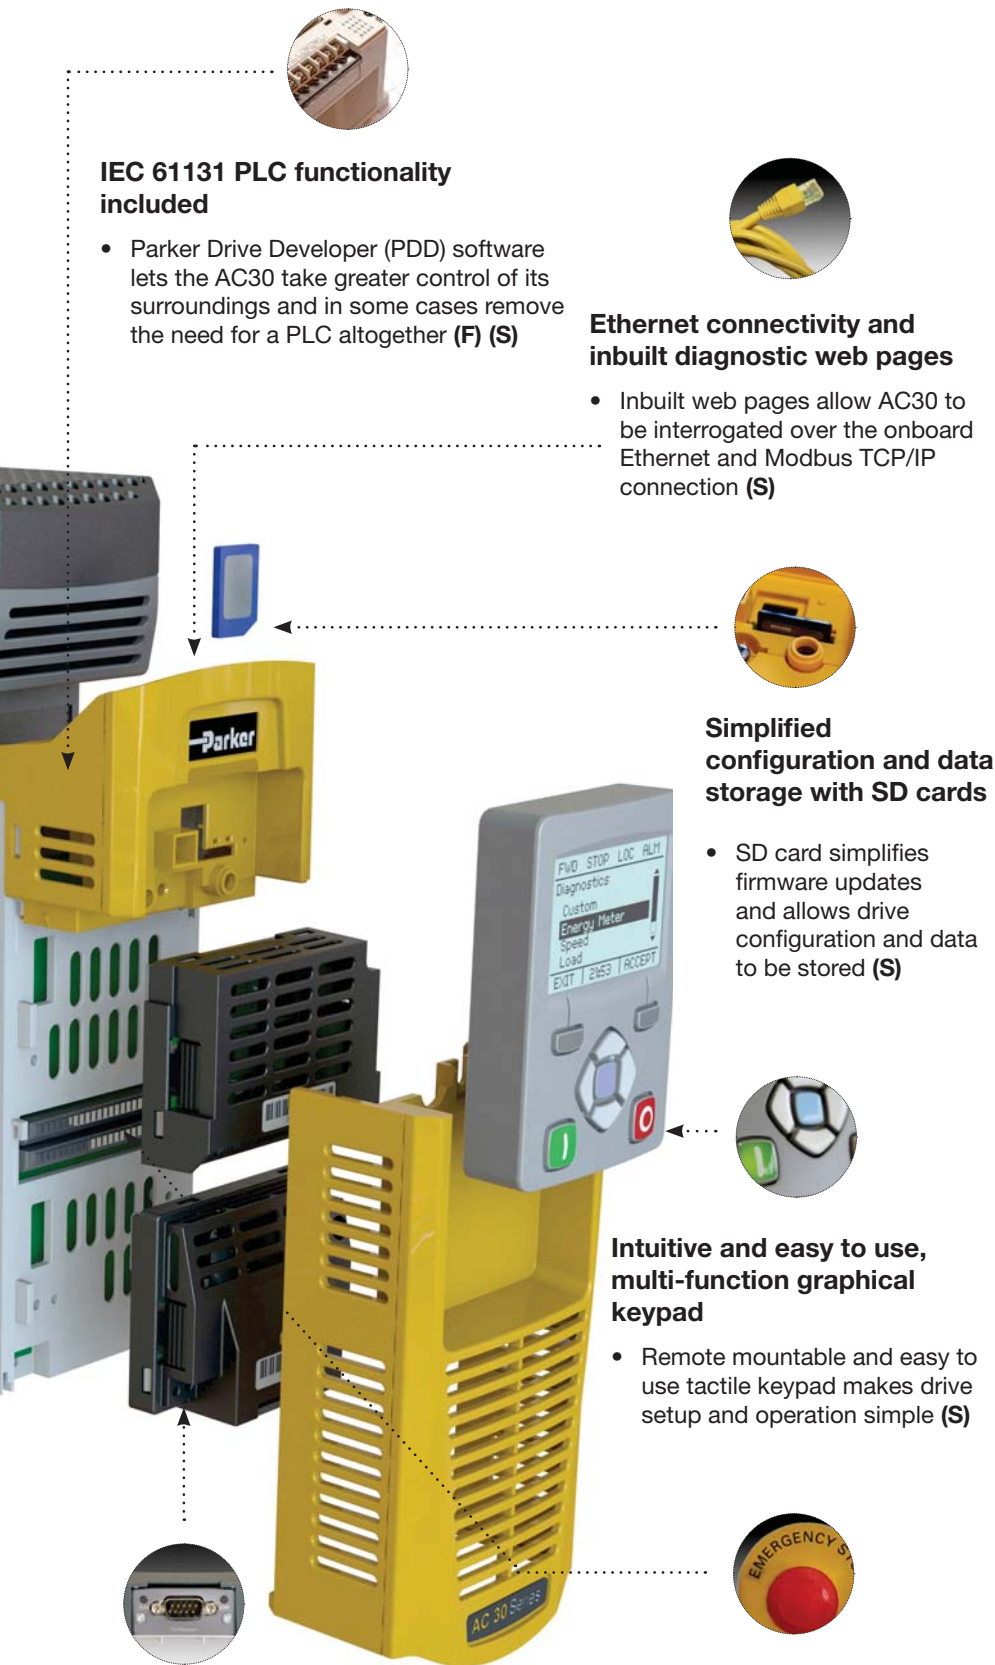 IEC 61131 PLC functionality
included
• Parker Drive Developer (PDD) software
lets the AC30 take greater control of its
surroundings and in some cases remove
the need for a PLC altogether (F) (S)
Ethernet connectivity and
inbuilt diagnostic web pages
• Inbuilt web pages allow AC30 to
be interrogated over the onboard
Ethernet and Modbus TCP/IP
connection (S)
Simplified
configuration and data
storage with SD cards
• SD card simplifies
firmware updates
and allows drive
configuration and data
to be stored (S)
Parker
FWD STOP LOC ALM
Diagnostics
Custom
Energy Meter
Speed
Load
EXIT ACCEPT
Intuitive and easy to use,
multi-function graphical
keypad
• Remote mountable and easy to
use tactile keypad makes drive
setup and operation simple (S)
EMERGENCY
AC 30 Series